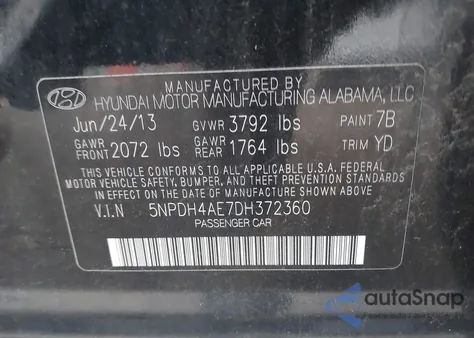 MANUFACTURED BY
HYUNDAI MOTOR MANUFACTURING ALABAMA, LLC
Jun/24/13 GVWR 3792 lbs PAINT 7B
GAWR FRONT 2072 lbs GAWR REAR 1764 lbs TRIM YD
THIS VEHICLE CONFORMS TO ALL APPLICABLE U.S.A. FEDERAL
MOTOR VEHICLE SAFETY, BUMPER, AND THEFT PREVENTION
STANDARDS IN EFFECT ON THE DATE OF MANUFACTURE SHOWN ABOVE.
V.I.N 5NPDH4AE7DH372360
PASSENGER CAR
autoSnap